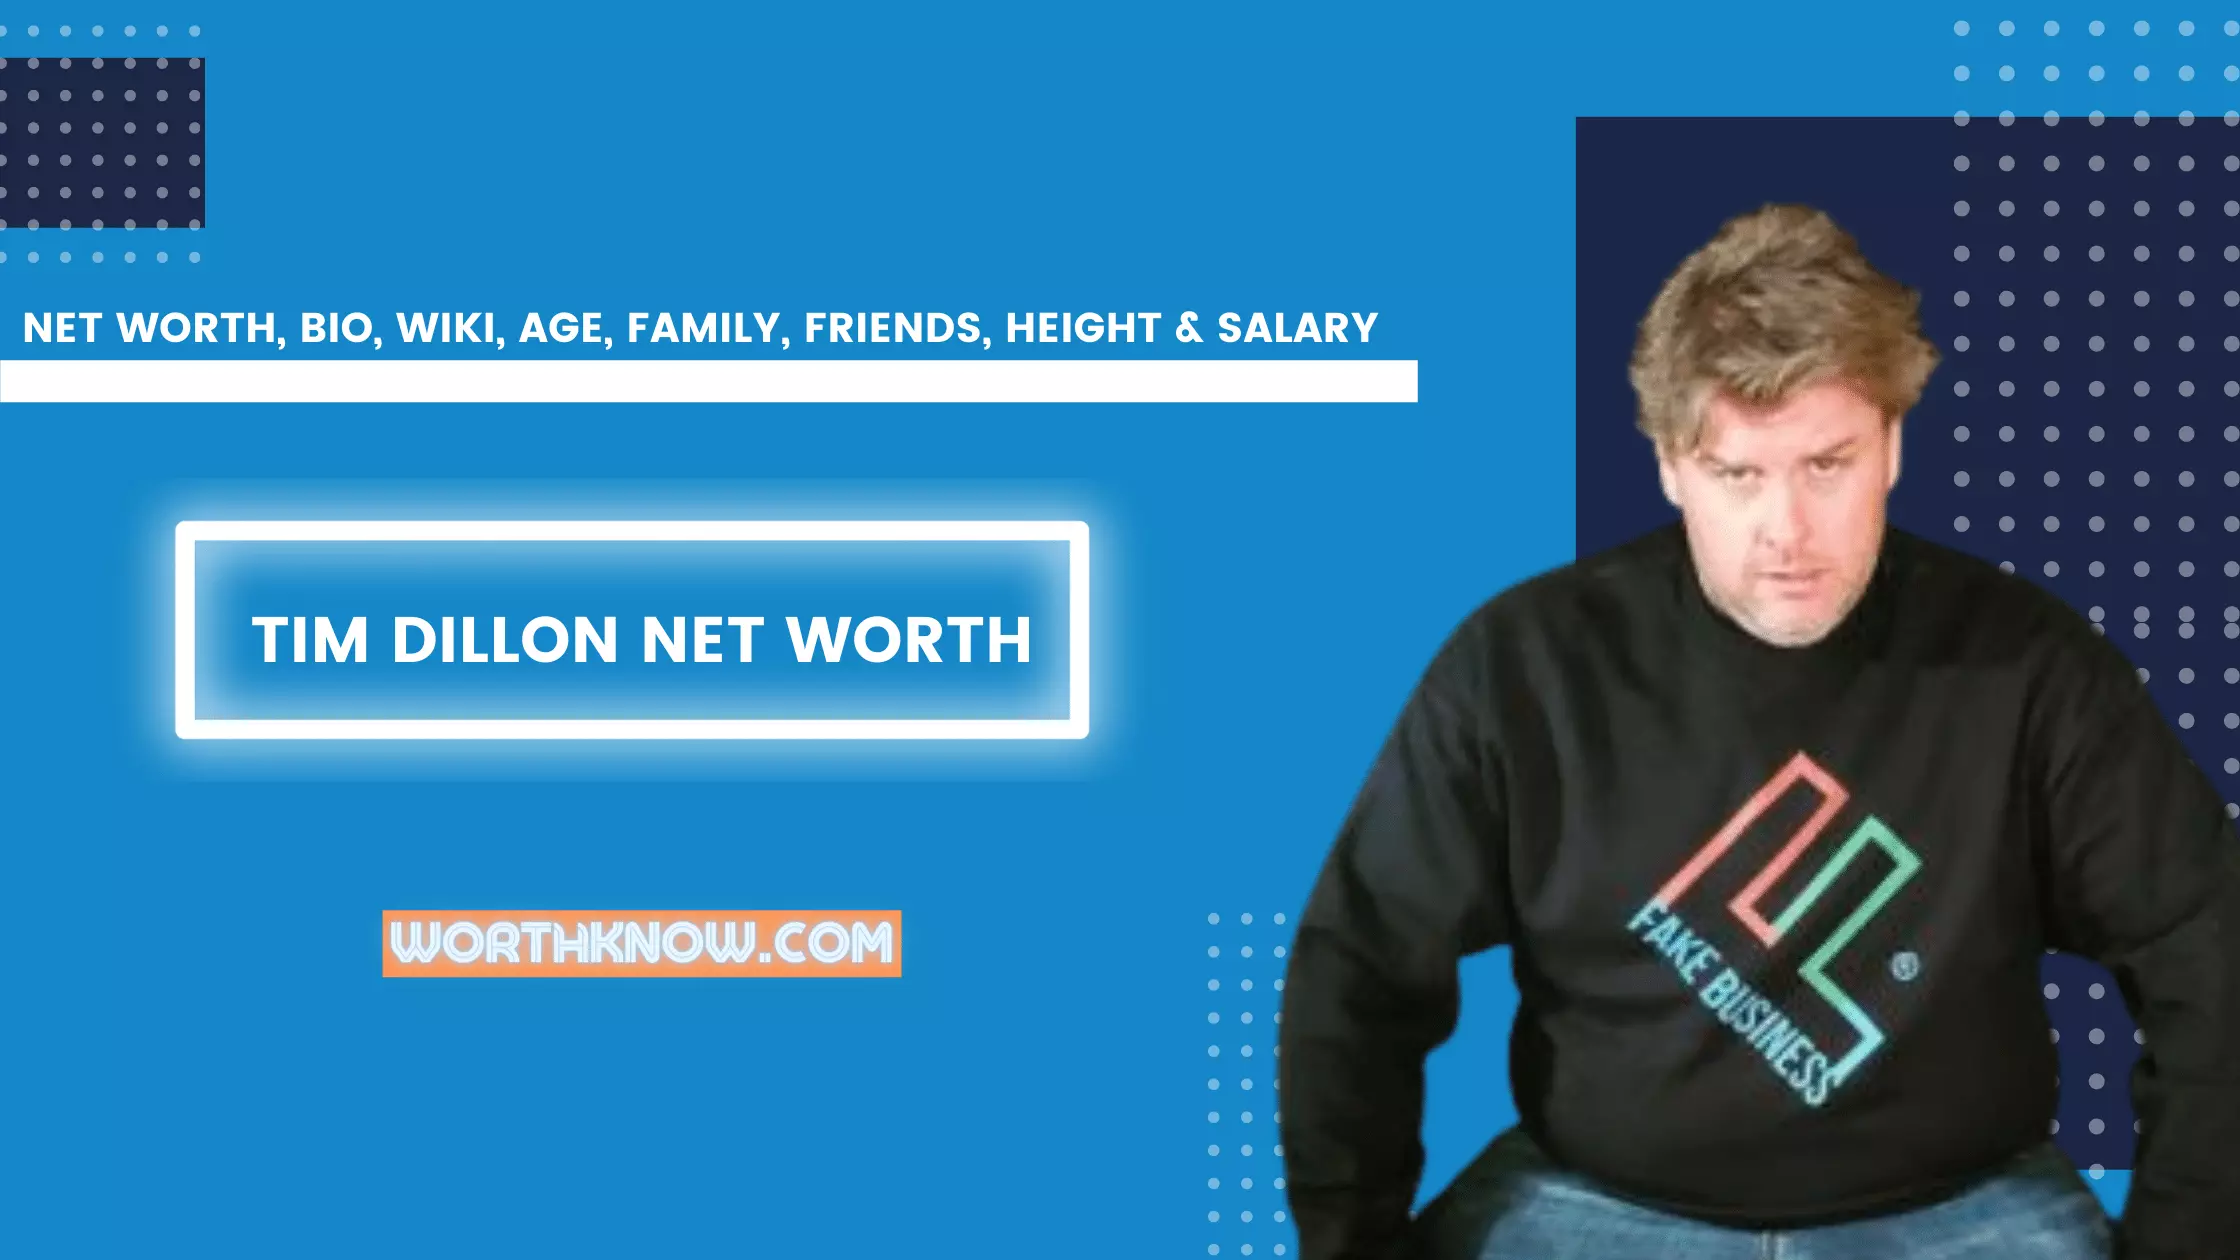 NET WORTH, BIO, WIKI, AGE, FAMILY, FRIENDS, HEIGHT & SALARY
TIM DILLON NET WORTH
WORTHKNOW.COM
FAKE BUSINESS
®